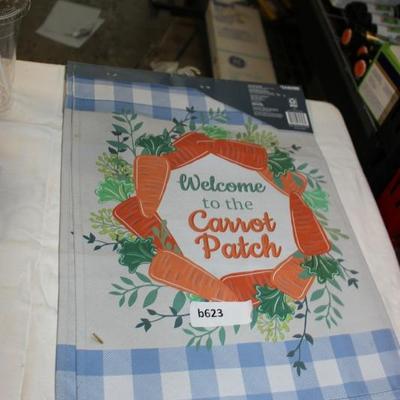 Welcome
to the
Carrot
Patch
b623